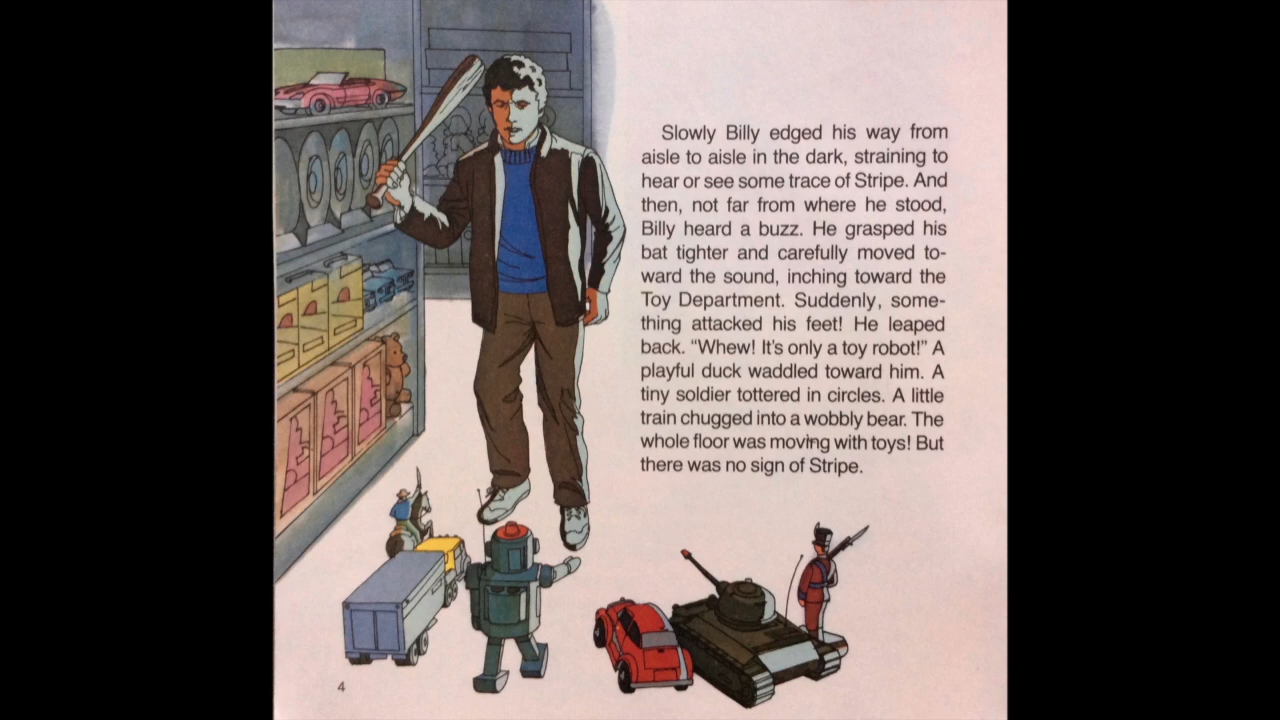 Slowly Billy edged his way from
aisle to aisle in the dark, straining to
hear or see some trace of Stripe. And
then, not far from where he stood,
Billy heard a buzz. He grasped his
bat tighter and carefully moved to-
ward the sound, inching toward the
Toy Department. Suddenly, some-
thing attacked his feet! He leaped
back. “Whew! It's only a toy robot!” A
playful duck waddled toward him. A
tiny soldier tottered in circles. A little
train chugged into a wobbly bear. The
whole floor was moving with toys! But
there was no sign of Stripe.
4